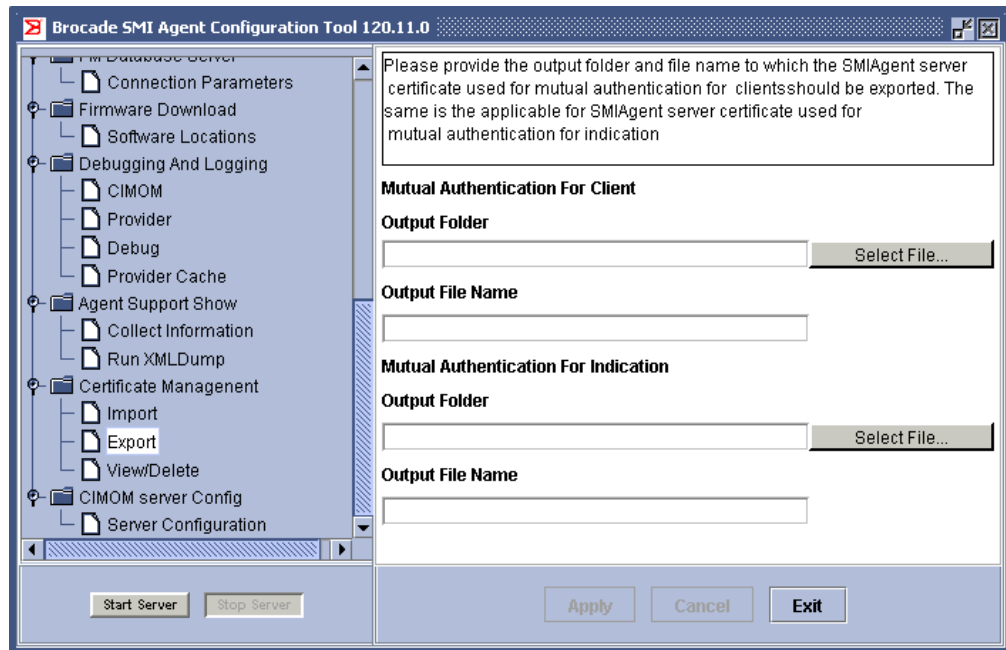 Brocade SMI Agent Configuration Tool 120.11.0
Connection Parameters
Firmware Download
Software Locations
Debugging And Logging
CIMOM
Provider
Debug
Provider Cache
Agent Support Show
Collect Information
Run XMLDump
Certificate Managenent
Import
Export
View/Delete
CIMOM server Config
Server Configuration
Start Server
Stop Server
Please provide the output folder and file name to which the SMIAgent server
certificate used for mutual authentication for clientsshould be exported. The
same is the applicable for SMIAgent server certificate used for
mutual authentication for indication
Mutual Authentication For Client
Output Folder
Select File...
Output File Name
Mutual Authentication For Indication
Output Folder
Select File...
Output File Name
Apply
Cancel
Exit